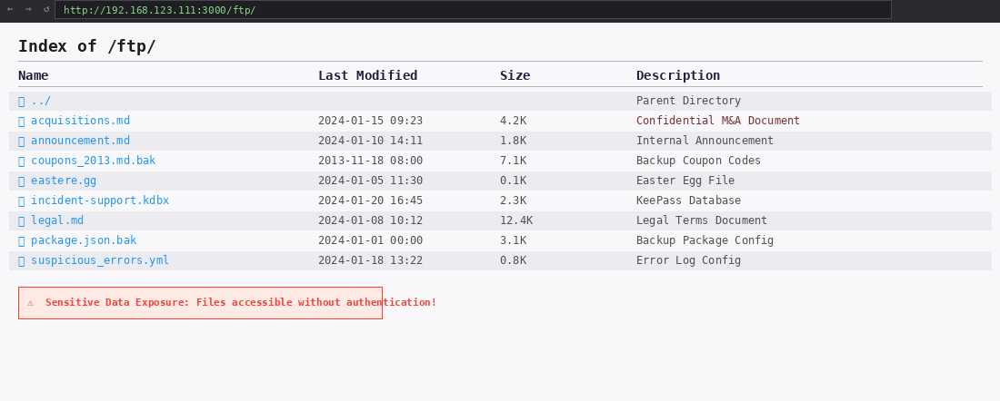 ← → ↺ http://192.168.123.111:3000/ftp/
Index of /ftp/
Name Last Modified Size Description
../ Parent Directory
acquisitions.md 2024-01-15 09:23 4.2K Confidential M&A Document
announcement.md 2024-01-10 14:11 1.8K Internal Announcement
coupons_2013.md.bak 2013-11-18 08:00 7.1K Backup Coupon Codes
eastere.gg 2024-01-05 11:30 0.1K Easter Egg File
incident-support.kdbx 2024-01-20 16:45 2.3K KeePass Database
legal.md 2024-01-08 10:12 12.4K Legal Terms Document
package.json.bak 2024-01-01 00:00 3.1K Backup Package Config
suspicious_errors.yml 2024-01-18 13:22 0.8K Error Log Config
⚠ Sensitive Data Exposure: Files accessible without authentication!